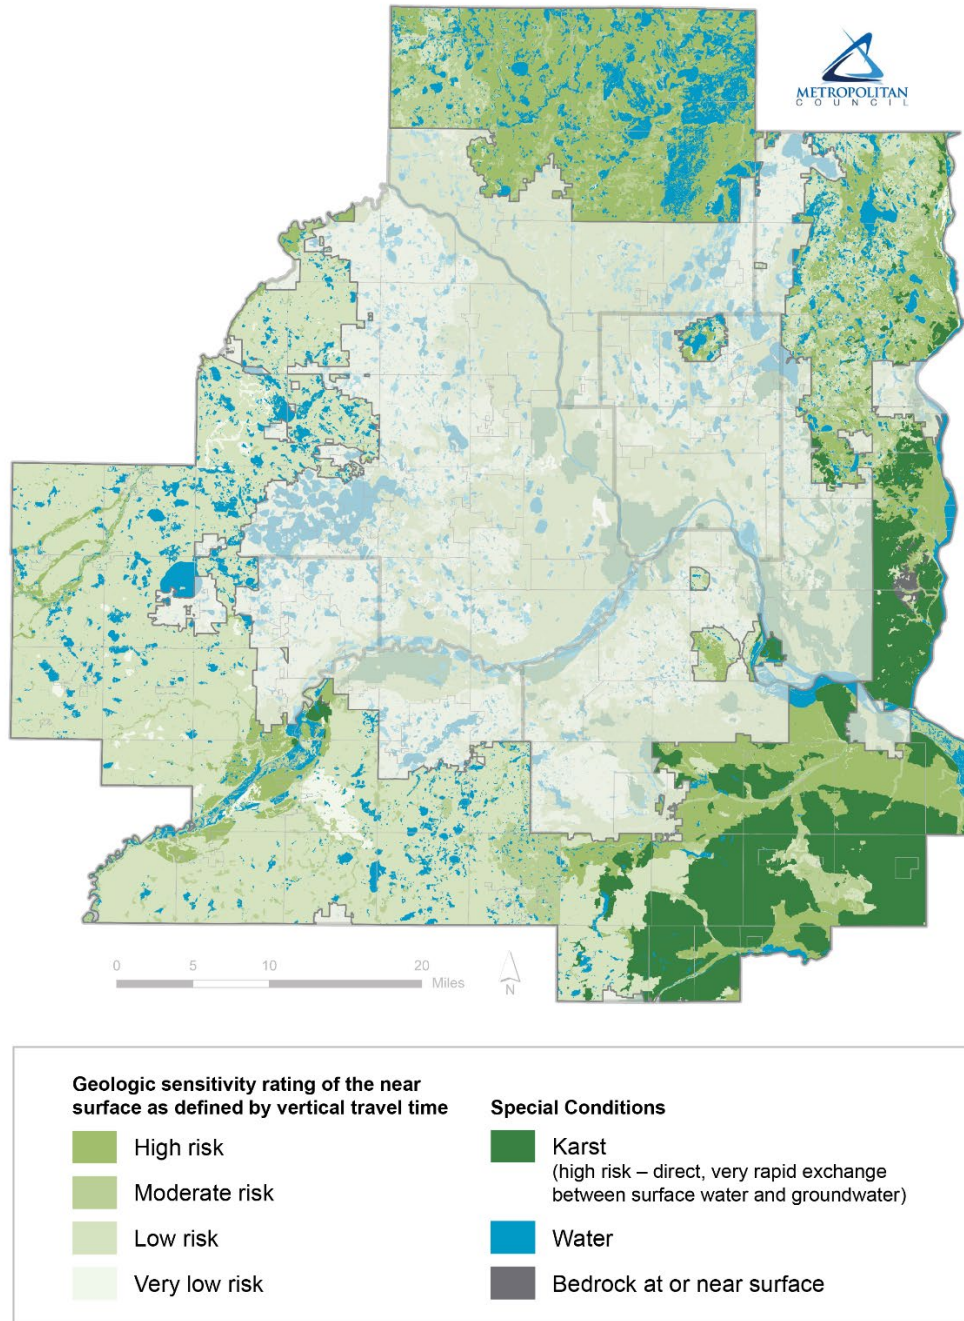 METROPOLITAN
COUNCIL
0 5 10 20
Miles
N
Geologic sensitivity rating of the near
surface as defined by vertical travel time
High risk
Moderate risk
Low risk
Very low risk
Special Conditions
Karst
(high risk – direct, very rapid exchange
between surface water and groundwater)
Water
Bedrock at or near surface